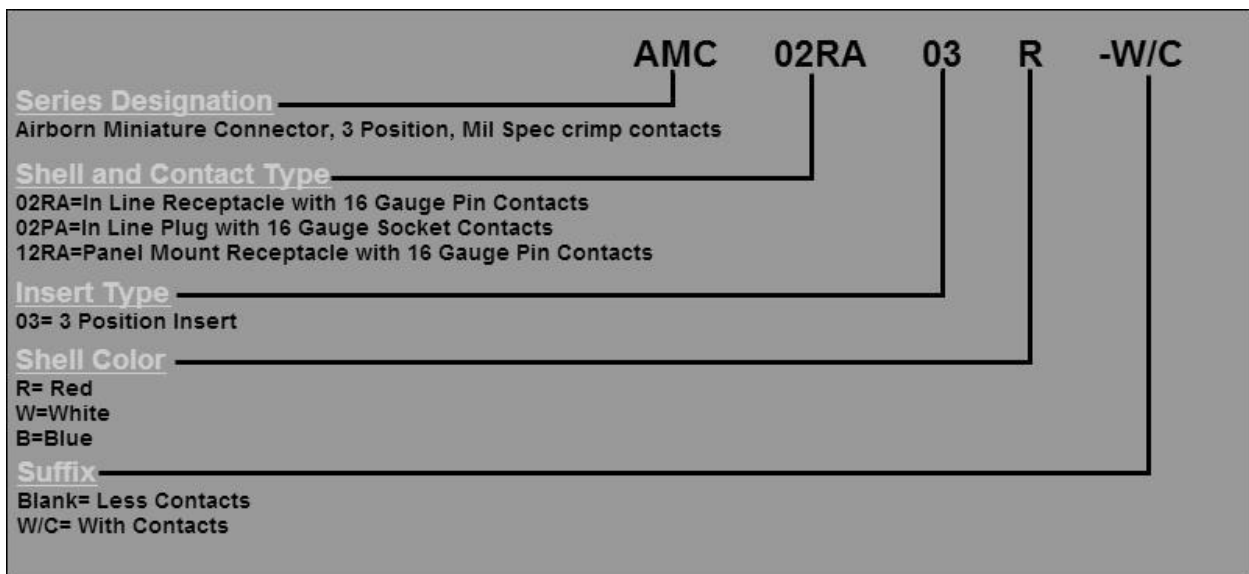 AMC 02RA 03 R -W/C
Series Designation
Airborn Miniature Connector, 3 Position, Mil Spec crimp contacts
Shell and Contact Type
02RA=In Line Receptacle with 16 Gauge Pin Contacts
02PA=In Line Plug with 16 Gauge Socket Contacts
12RA=Panel Mount Receptacle with 16 Gauge Pin Contacts
Insert Type
03= 3 Position Insert
Shell Color
R= Red
W=White
B=Blue
Suffix
Blank= Less Contacts
W/C= With Contacts